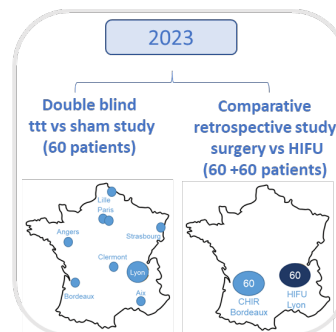 2023
Double blind
ttt vs sham study
(60 patients)
Comparative
retrospective study
surgery vs HIFU
(60 +60 patients)
Lille
Paris
Angers
Strasbourg
Clermont
Lyon
Bordeaux
Aix
60
CHIR
Bordeaux
60
HIFU
Lyon